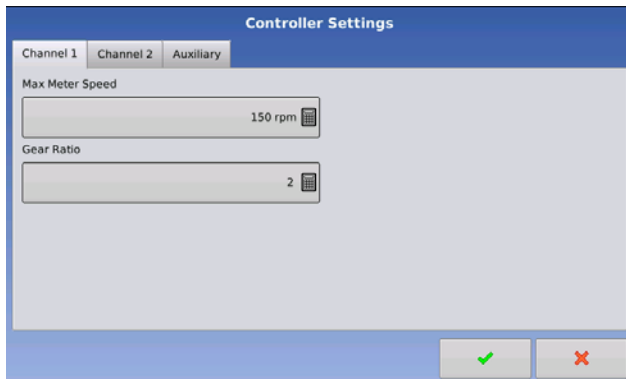 Controller Settings
Channel 1
Channel 2
Auxiliary
Max Meter Speed
150 rpm
Gear Ratio
2